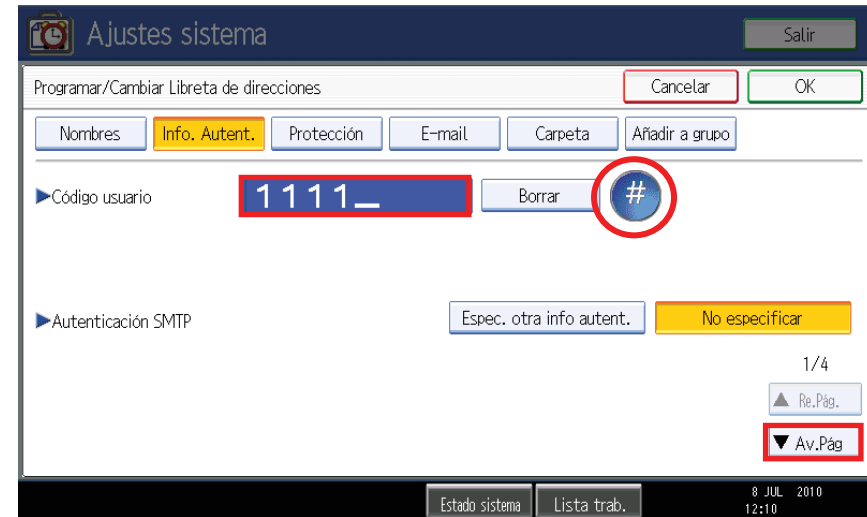 Ajustes sistema
Salir
Programar/Cambiar Libreta de direcciones
Cancelar
OK
Nombres
Info. Autent.
Protección
E-mail
Carpeta
Añadir a grupo
▶Código usuario
1111_
Borrar
#
▶Autenticación SMTP
Espec. otra info autent.
No especificar
1/4
▲ Re.Pág.
▼ Av.Pág
Estado sistema
Lista trab.
8 JUL 2010
12:10